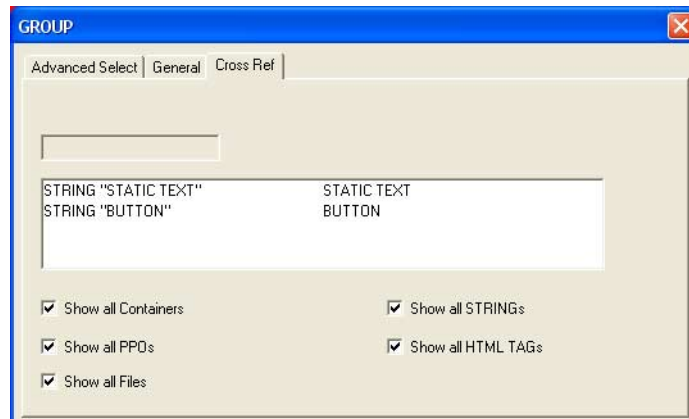 GROUP
Advanced Select General Cross Ref
STRING "STATIC TEXT" STATIC TEXT
STRING "BUTTON" BUTTON
Show all Containers Show all STRINGs
Show all PPOs Show all HTML TAGs
Show all Files